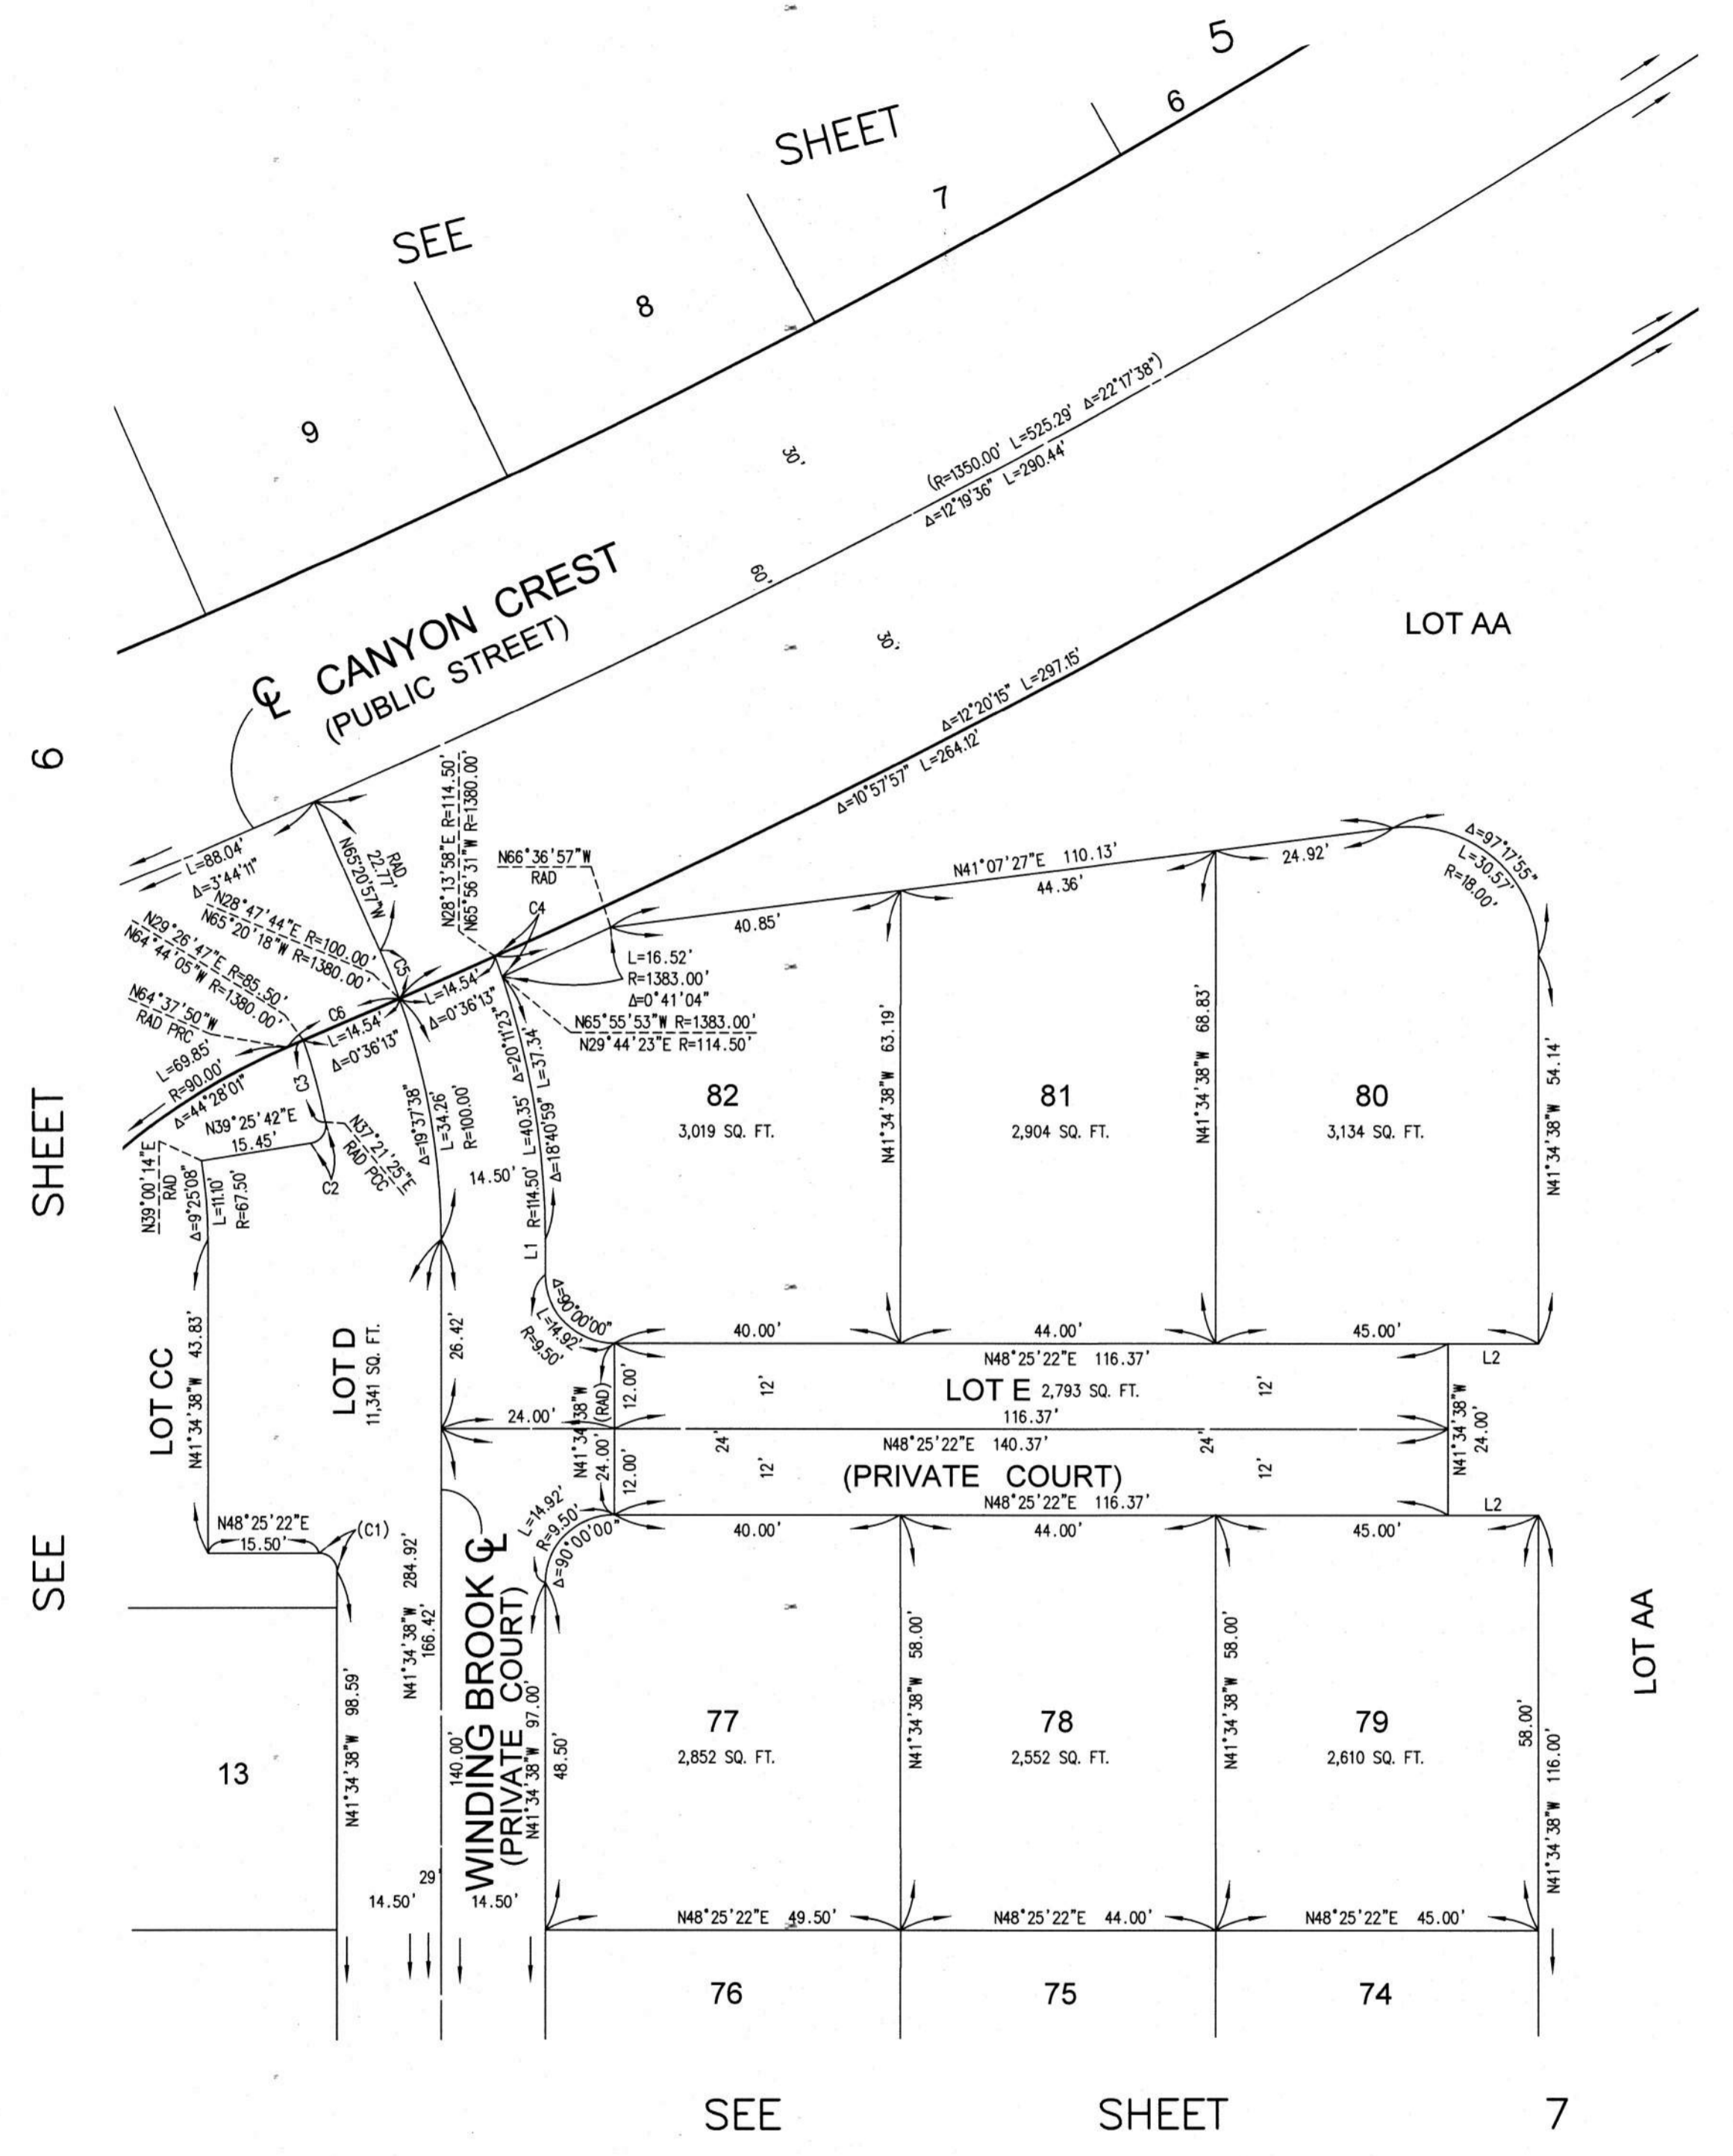 5
SHEET
6
SEE
7
8
9
(R=1350.00' L=525.29' Δ=22°17'38")
Δ=12°19'36" L=290.44'
30'
60'
30'
℄ CANYON CREST
(PUBLIC STREET)
LOT AA
Δ=12°20'15" L=297.15'
Δ=10°57'57" L=264.12'
SEE SHEET 6
L=88.04'
Δ=3°44'11"
RAD
22.77'
N65°20'57"W
N28°13'58"E R=114.50'
N65°56'31"W R=1380.00'
N66°36'57"W
RAD
C4
N28°47'44"E R=100.00'
N65°20'18"W R=1380.00'
N29°26'47"E R=85.50'
N64°44'05"W R=1380.00'
N64°37'50"W
RAD PRC
C5
C6
L=14.54'
Δ=0°36'13"
L=14.54'
Δ=0°36'13"
L=69.85'
R=90.00'
Δ=44°28'01"
C3
N39°25'42"E
15.45'
N37°21'25"E
RAD PCC
C2
N39°00'14"E
RAD
Δ=9°25'08"
L=11.10'
R=67.50'
Δ=19°37'38"
L=34.26'
R=100.00'
14.50'
L1 R=114.50' L=40.35' Δ=20°11'23"
Δ=18°40'59" L=37.34'
L=16.52'
R=1383.00'
Δ=0°41'04"
N65°55'53"W R=1383.00'
N29°44'23"E R=114.50'
N41°07'27"E 110.13'
40.85'
44.36'
24.92'
Δ=97°17'55"
L=30.57'
R=18.00'
82
3,019 SQ. FT.
N41°34'38"W 63.19'
81
2,904 SQ. FT.
N41°34'38"W 68.83'
80
3,134 SQ. FT.
N41°34'38"W 54.14'
Δ=90°00'00"
L=14.92'
R=9.50'
40.00'
44.00'
45.00'
N48°25'22"E 116.37'
L2
LOT CC
N41°34'38"W 43.83'
LOT D
11,341 SQ. FT.
26.42'
24.00'
N41°34'38"W
(RAD)
24.00'
12.00'
12.00'
12'
LOT E 2,793 SQ. FT.
12'
116.37'
24'
N48°25'22"E 140.37'
24'
12'
(PRIVATE COURT)
12'
N41°34'38"W
24.00'
N48°25'22"E 116.37'
L2
40.00'
44.00'
45.00'
N48°25'22"E
15.50'
(C1)
L=14.92'
R=9.50'
Δ=90°00'00"
N41°34'38"W 284.92'
166.42'
WINDING BROOK ℄
(PRIVATE COURT)
140.00'
N41°34'38"W 97.00'
48.50'
13
N41°34'38"W 98.59'
29'
14.50'
14.50'
77
2,852 SQ. FT.
N41°34'38"W 58.00'
78
2,552 SQ. FT.
N41°34'38"W 58.00'
79
2,610 SQ. FT.
58.00'
N41°34'38"W 116.00'
LOT AA
N48°25'22"E 49.50'
N48°25'22"E 44.00'
N48°25'22"E 45.00'
76
75
74
SEE SHEET 7